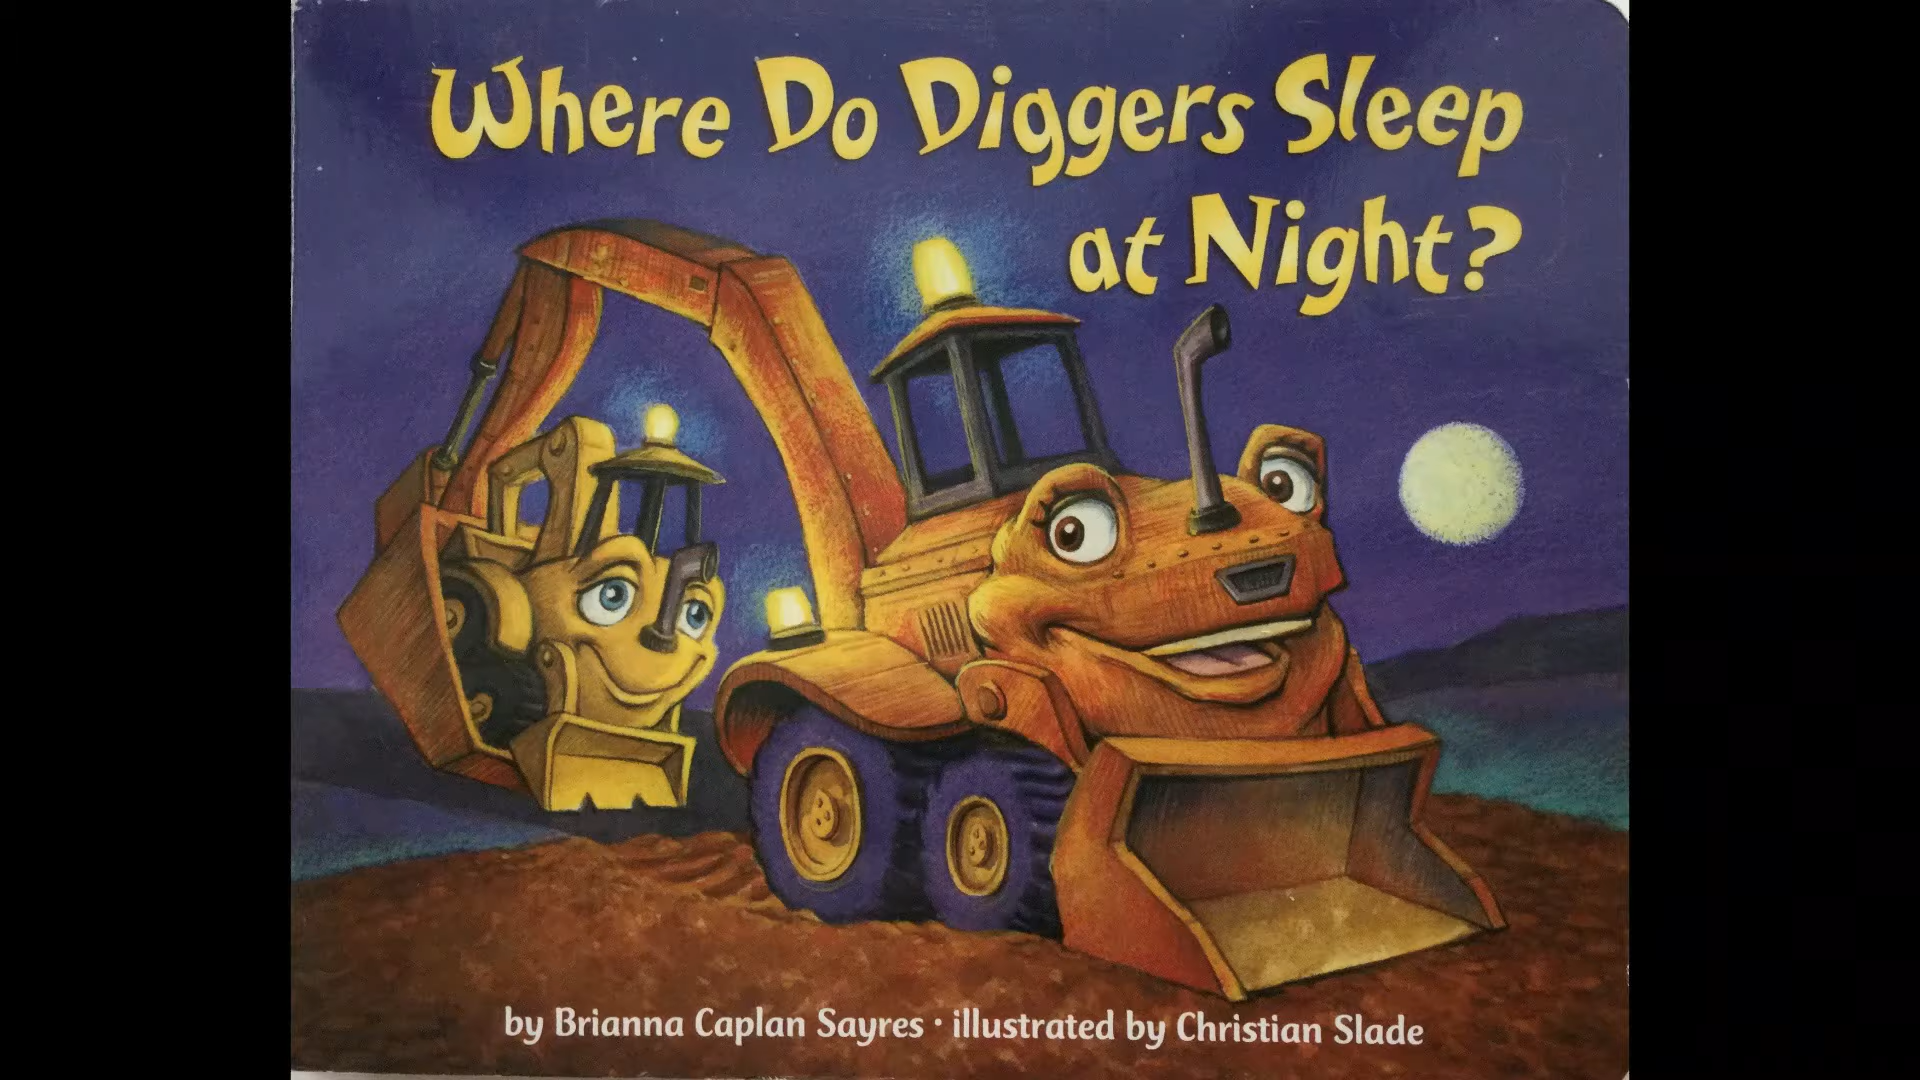 Where Do Diggers Sleep
at Night?
by Brianna Caplan Sayres • illustrated by Christian Slade